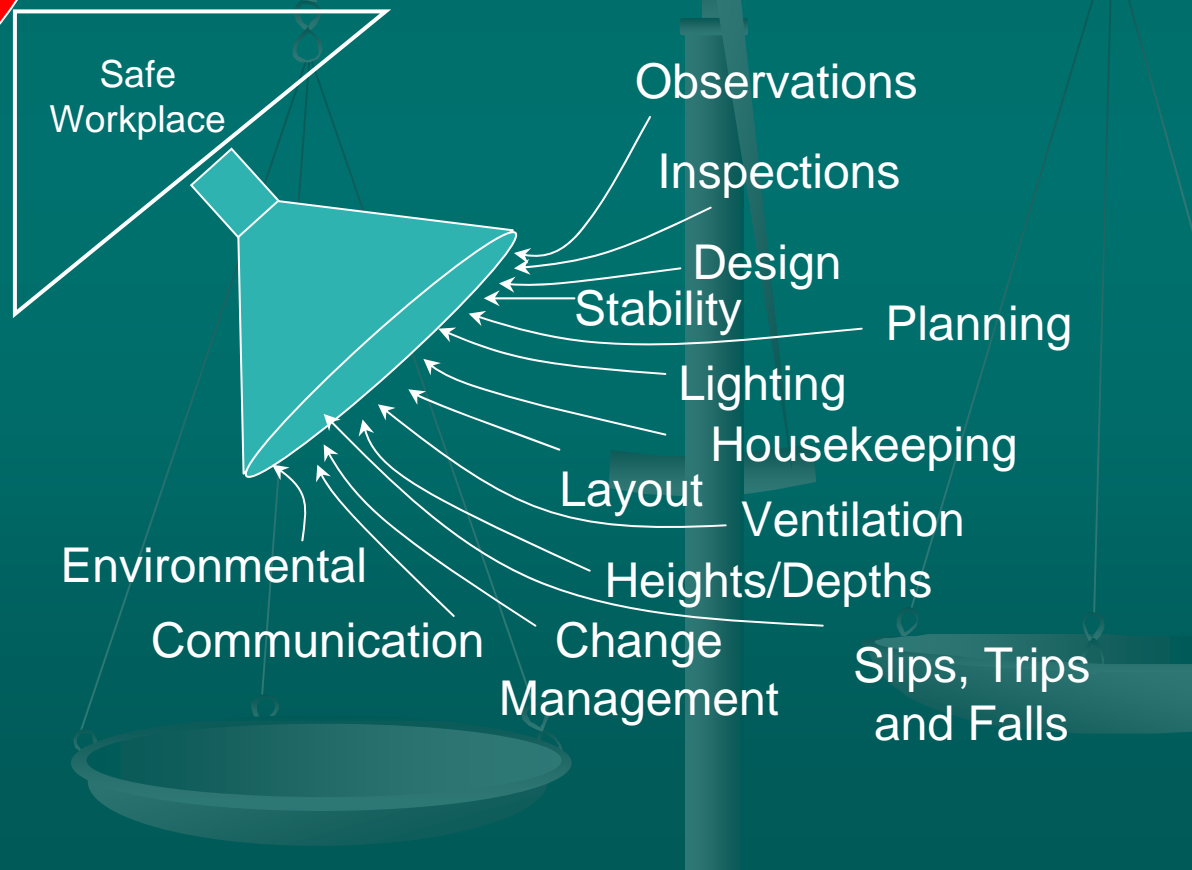 Safe
Workplace
Observations
Inspections
Design
Stability
Planning
Lighting
Housekeeping
Layout
Ventilation
Environmental
Heights/Depths
Communication
Change
Management
Slips, Trips
and Falls